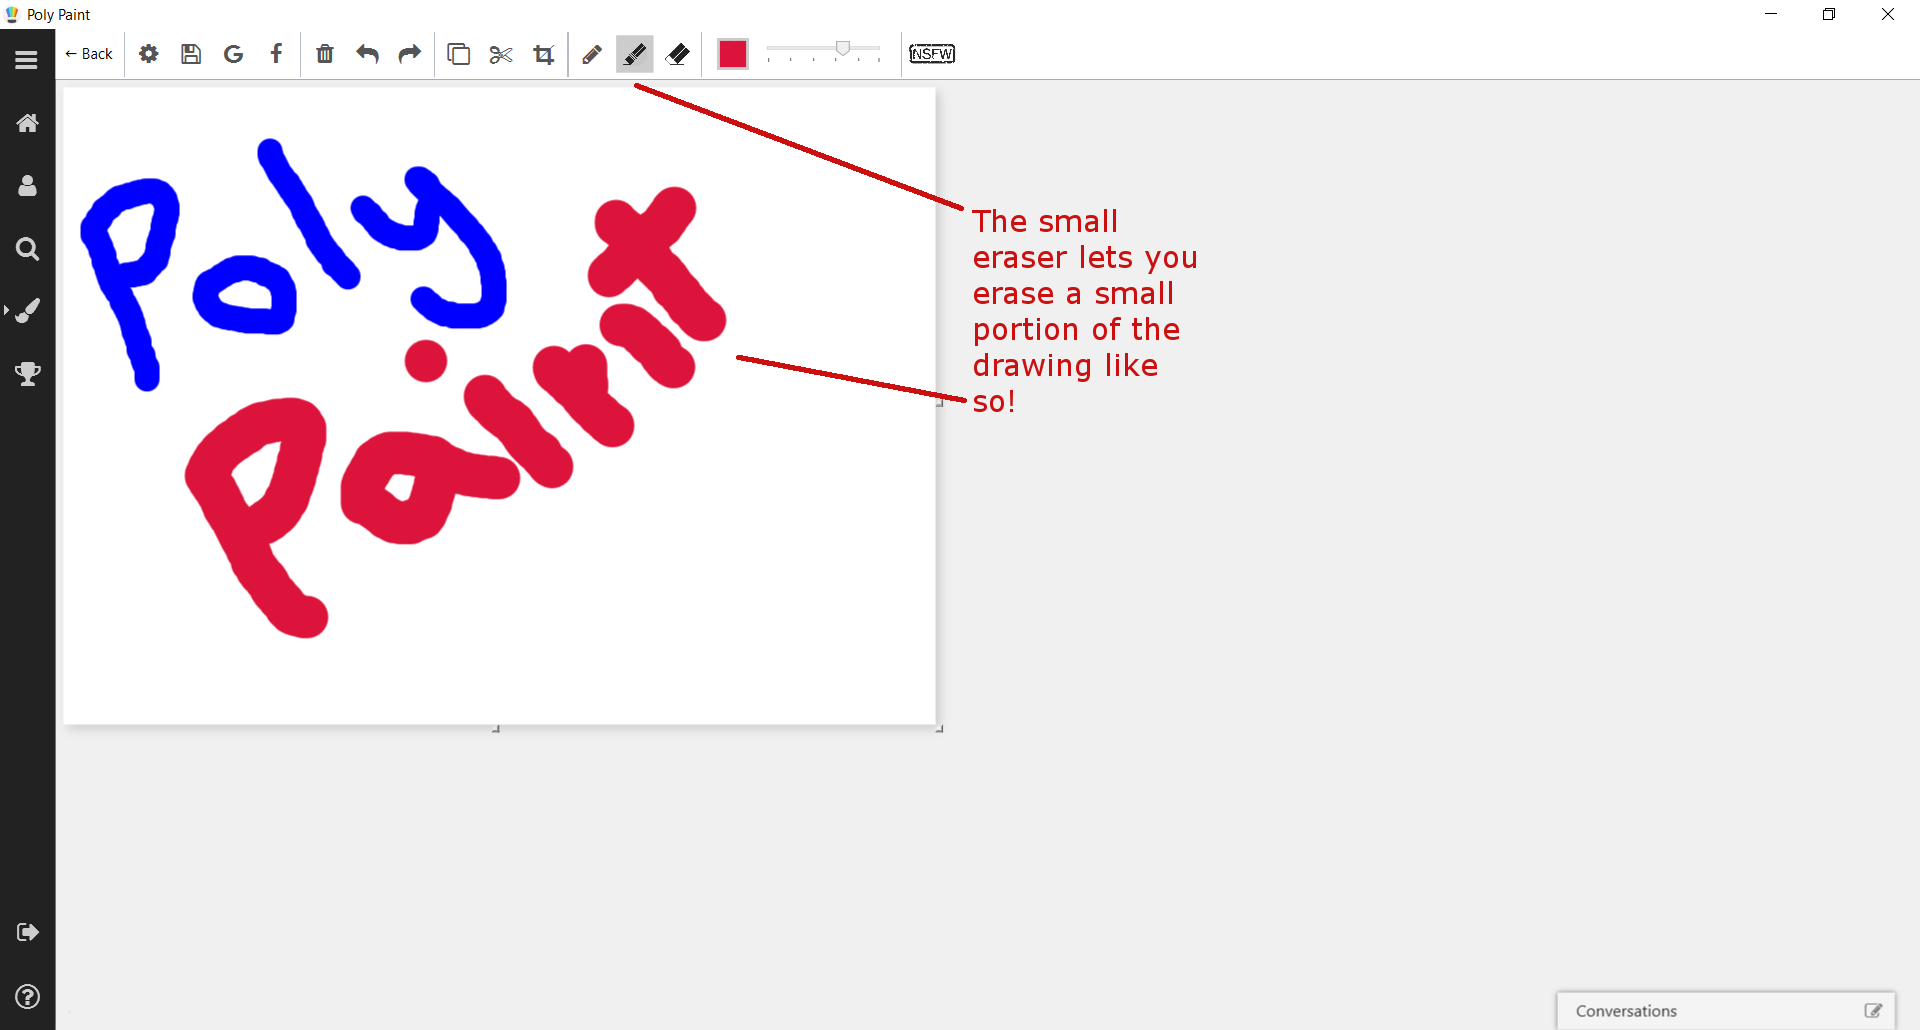 Poly Paint
← Back
NSFW
Poly
Paint
The small
eraser lets you
erase a small
portion of the
drawing like
so!
Conversations